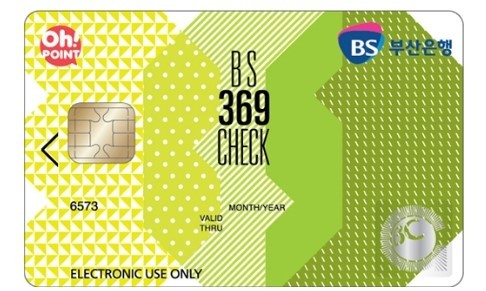 Oh!
POINT
BS 부산은행
BS
369
CHECK
6573
MONTH/YEAR
VALID
THRU
ELECTRONIC USE ONLY